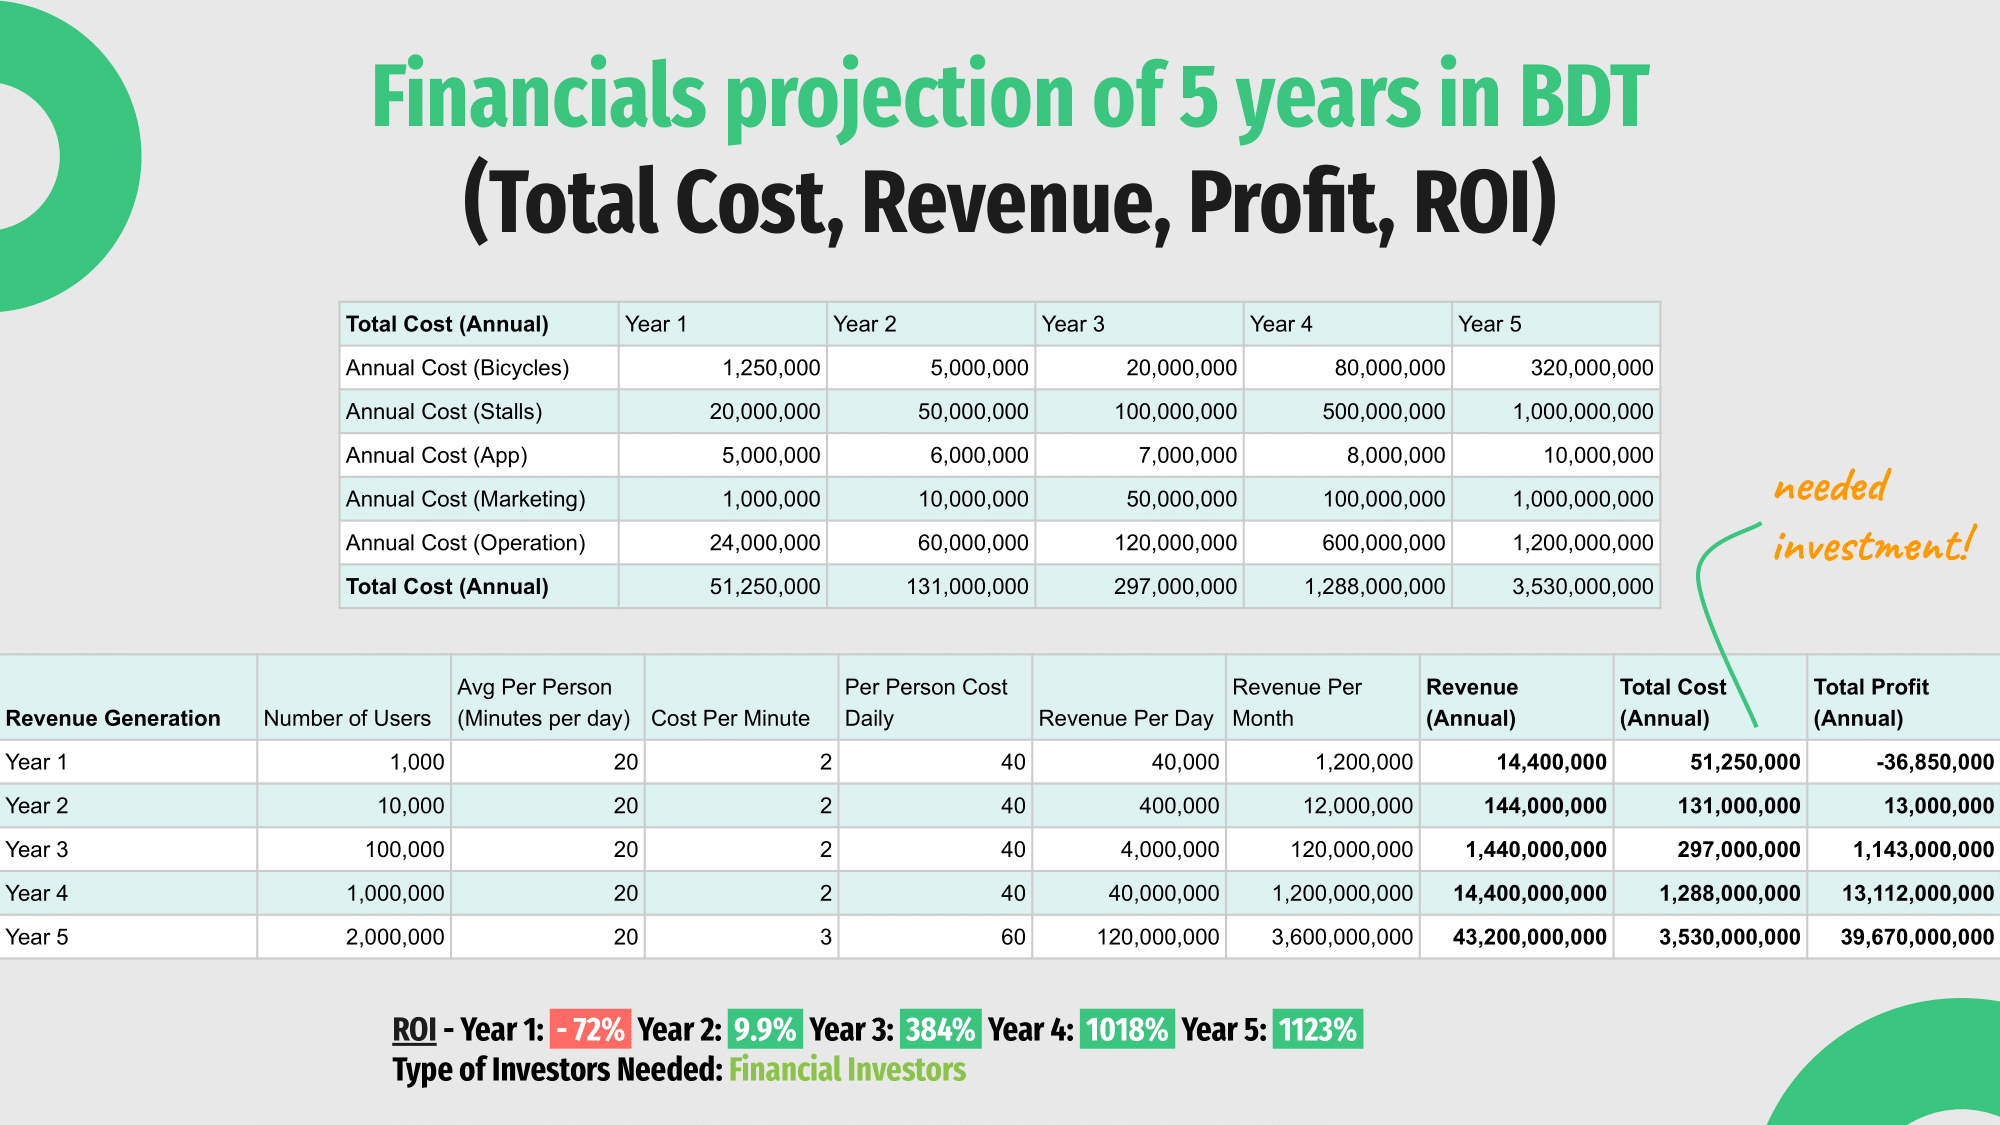 Financials projection of 5 years in BDT
(Total Cost, Revenue, Profit, ROI)
Total Cost (Annual) Year 1 Year 2 Year 3 Year 4 Year 5
Annual Cost (Bicycles) 1,250,000 5,000,000 20,000,000 80,000,000 320,000,000
Annual Cost (Stalls) 20,000,000 50,000,000 100,000,000 500,000,000 1,000,000,000
Annual Cost (App) 5,000,000 6,000,000 7,000,000 8,000,000 10,000,000
Annual Cost (Marketing) 1,000,000 10,000,000 50,000,000 100,000,000 1,000,000,000
Annual Cost (Operation) 24,000,000 60,000,000 120,000,000 600,000,000 1,200,000,000
Total Cost (Annual) 51,250,000 131,000,000 297,000,000 1,288,000,000 3,530,000,000
needed
investment!
Revenue Generation Number of Users Avg Per Person (Minutes per day) Cost Per Minute Per Person Cost Daily Revenue Per Day Revenue Per Month Revenue (Annual) Total Cost (Annual) Total Profit (Annual)
Year 1 1,000 20 2 40 40,000 1,200,000 14,400,000 51,250,000 -36,850,000
Year 2 10,000 20 2 40 400,000 12,000,000 144,000,000 131,000,000 13,000,000
Year 3 100,000 20 2 40 4,000,000 120,000,000 1,440,000,000 297,000,000 1,143,000,000
Year 4 1,000,000 20 2 40 40,000,000 1,200,000,000 14,400,000,000 1,288,000,000 13,112,000,000
Year 5 2,000,000 20 3 60 120,000,000 3,600,000,000 43,200,000,000 3,530,000,000 39,670,000,000
ROI - Year 1: - 72% Year 2: 9.9% Year 3: 384% Year 4: 1018% Year 5: 1123%
Type of Investors Needed: Financial Investors